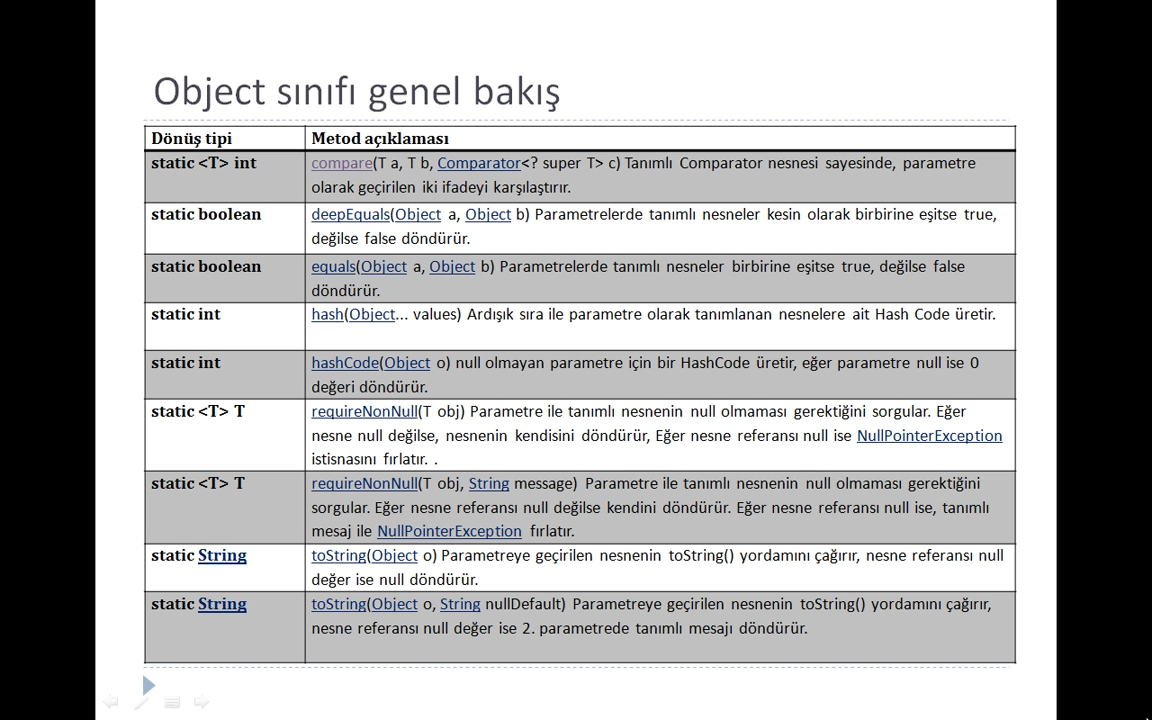 Object sınıfı genel bakış
Dönüş tipi
Metod açıklaması
static <T> int
compare(T a, T b, Comparator<? super T> c) Tanımlı Comparator nesnesi sayesinde, parametre
olarak geçirilen iki ifadeyi karşılaştırır.
static boolean
deepEquals(Object a, Object b) Parametrelerde tanımlı nesneler kesin olarak birbirine eşitse true,
değilse false döndürür.
static boolean
equals(Object a, Object b) Parametrelerde tanımlı nesneler birbirine eşitse true, değilse false
döndürür.
static int
hash(Object... values) Ardışık sıra ile parametre olarak tanımlanan nesnelere ait Hash Code üretir.
static int
hashCode(Object o) null olmayan parametre için bir HashCode üretir, eğer parametre null ise 0
değeri döndürür.
static <T> T
requireNonNull(T obj) Parametre ile tanımlı nesnenin null olmaması gerektiğini sorgular. Eğer
nesne null değilse, nesnenin kendisini döndürür, Eğer nesne referansı null ise NullPointerException
istisnasını fırlatır. .
static <T> T
requireNonNull(T obj, String message) Parametre ile tanımlı nesnenin null olmaması gerektiğini
sorgular. Eğer nesne referansı null değilse kendini döndürür. Eğer nesne referansı null ise, tanımlı
mesaj ile NullPointerException fırlatır.
static String
toString(Object o) Parametreye geçirilen nesnenin toString() yordamını çağırır, nesne referansı null
değer ise null döndürür.
static String
toString(Object o, String nullDefault) Parametreye geçirilen nesnenin toString() yordamını çağırır,
nesne referansı null değer ise 2. parametrede tanımlı mesajı döndürür.